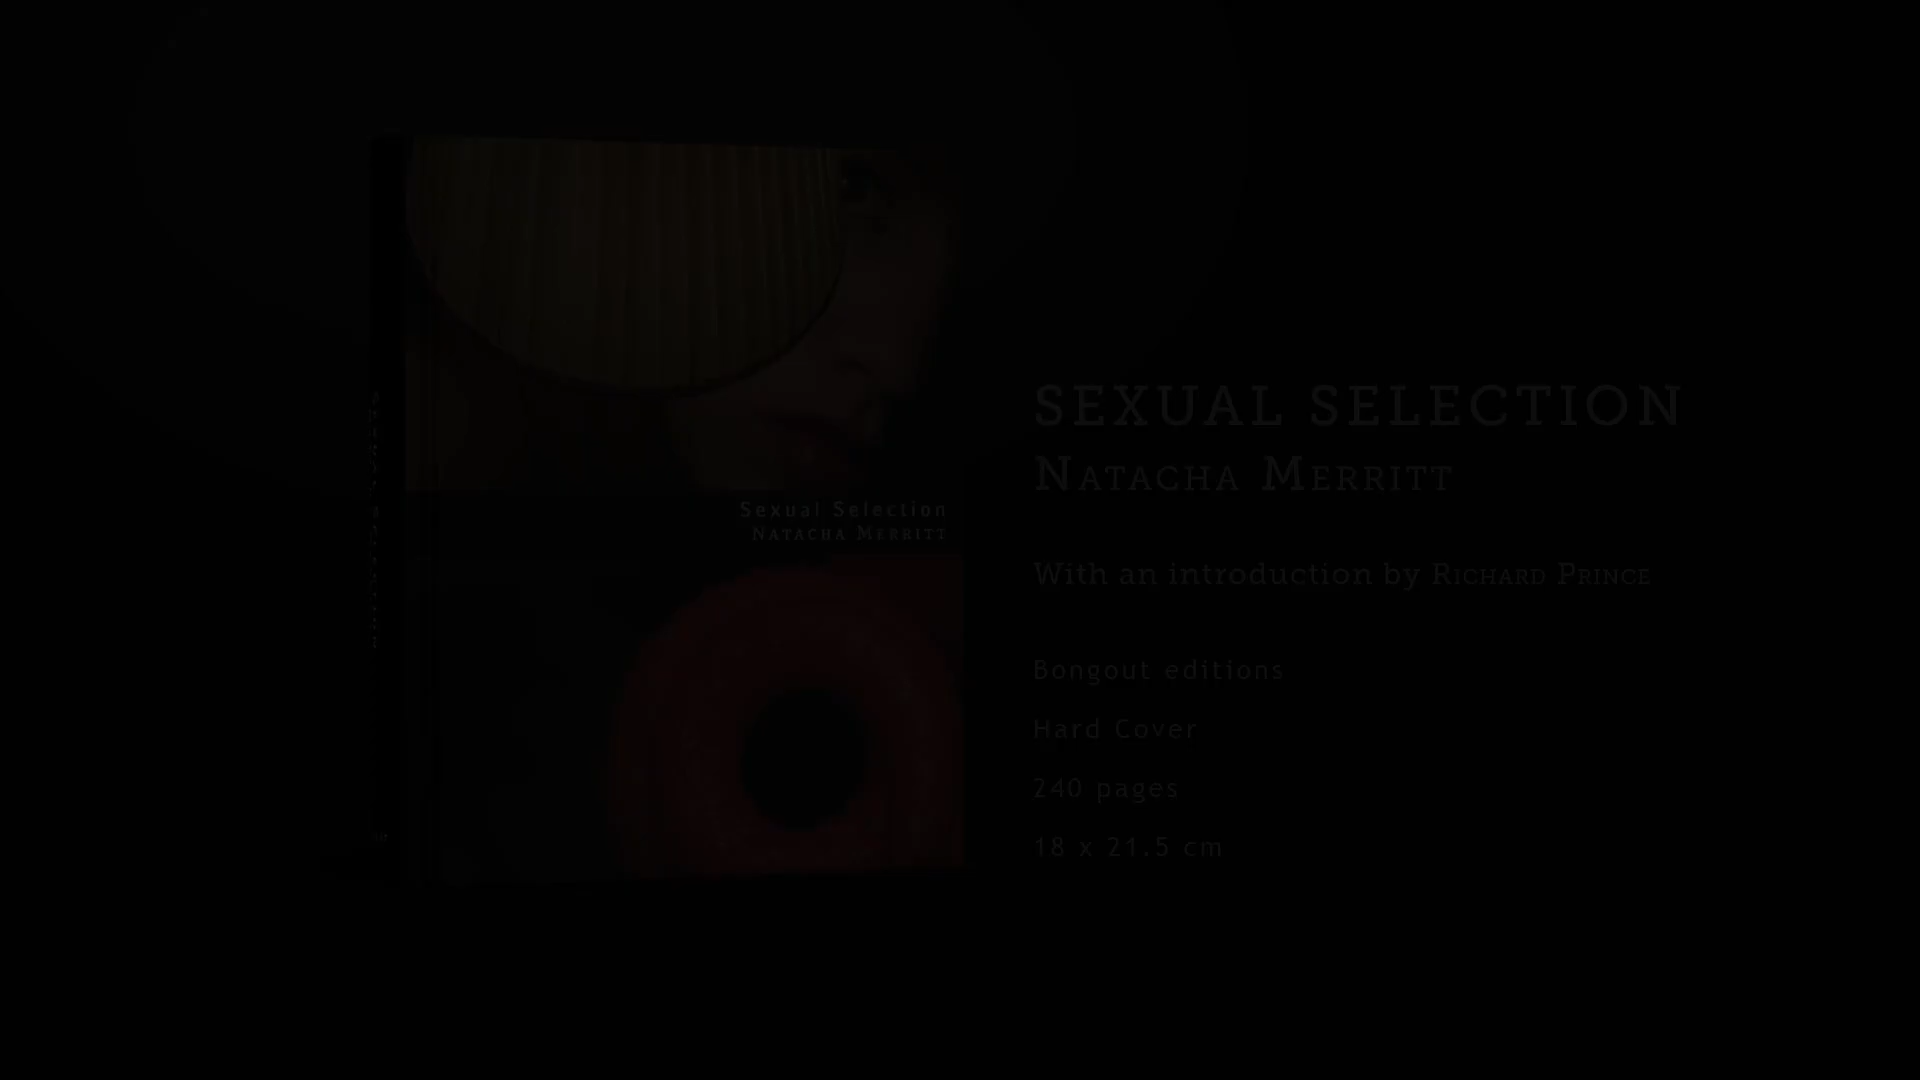 SEXUAL SELECTION
NATACHA MERRITT
With an introduction by RICHARD PRINCE
Bongout editions
Hard Cover
240 pages
18 x 21.5 cm
Sexual Selection
NATACHA MERRITT